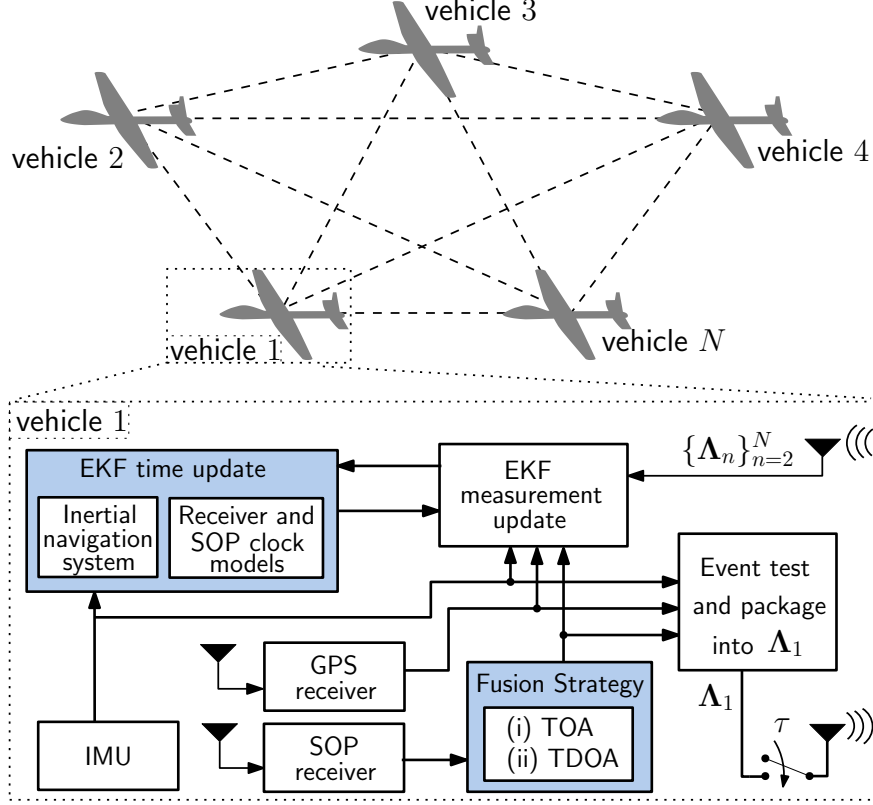 vehicle 3
vehicle 2
vehicle 4
vehicle 1
vehicle N
vehicle 1
EKF time update
Inertial
navigation
system
Receiver and
SOP clock
models
EKF
measurement
update
{Λₙ}ᴺₙ₌₂
Event test
and package
into Λ₁
GPS
receiver
Fusion Strategy
(i) TOA
(ii) TDOA
Λ₁
τ
IMU
SOP
receiver